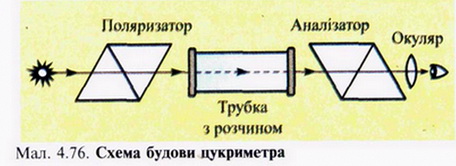 Поляризатор
Аналізатор
Окуляр
Трубка
з розчином
Мал. 4.76. Схема будови цукриметра